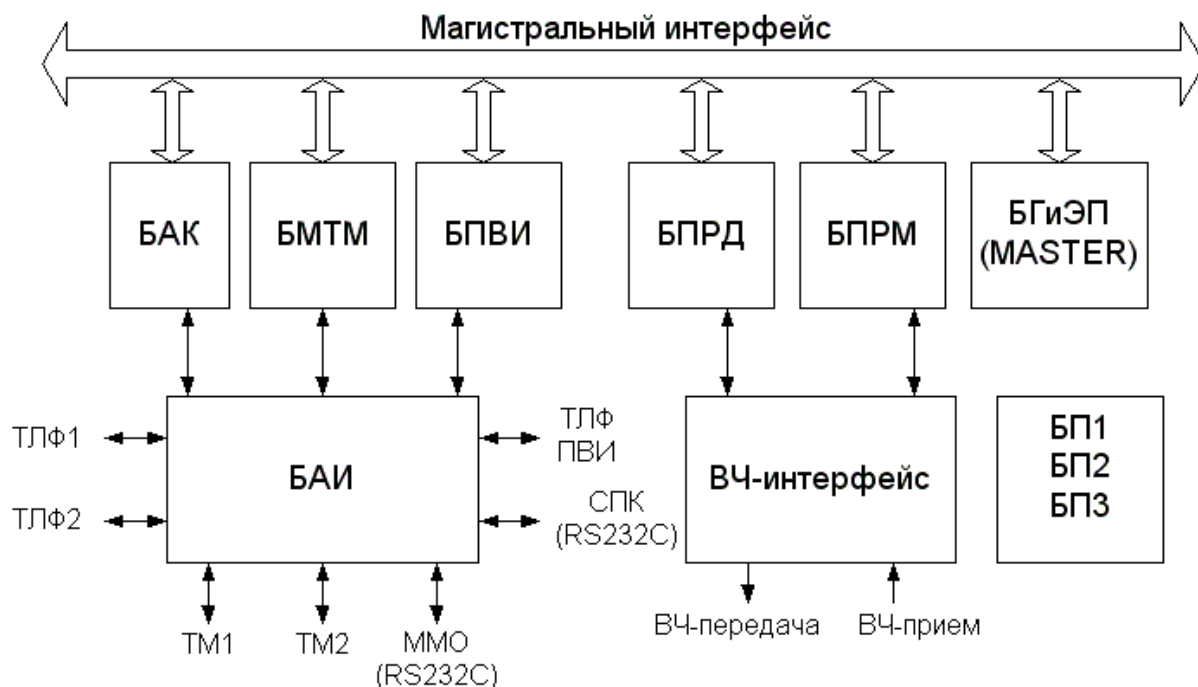 Магистральный интерфейс
БАК
БМТМ
БПВИ
БПРД
БПРМ
БГиЭП
(MASTER)
ТЛФ1
ТЛФ2
БАИ
ТЛФ
ПВИ
СПК
(RS232C)
ВЧ-интерфейс
БП1
БП2
БП3
ТМ1
ТМ2
ММО
(RS232C)
ВЧ-передача
ВЧ-прием